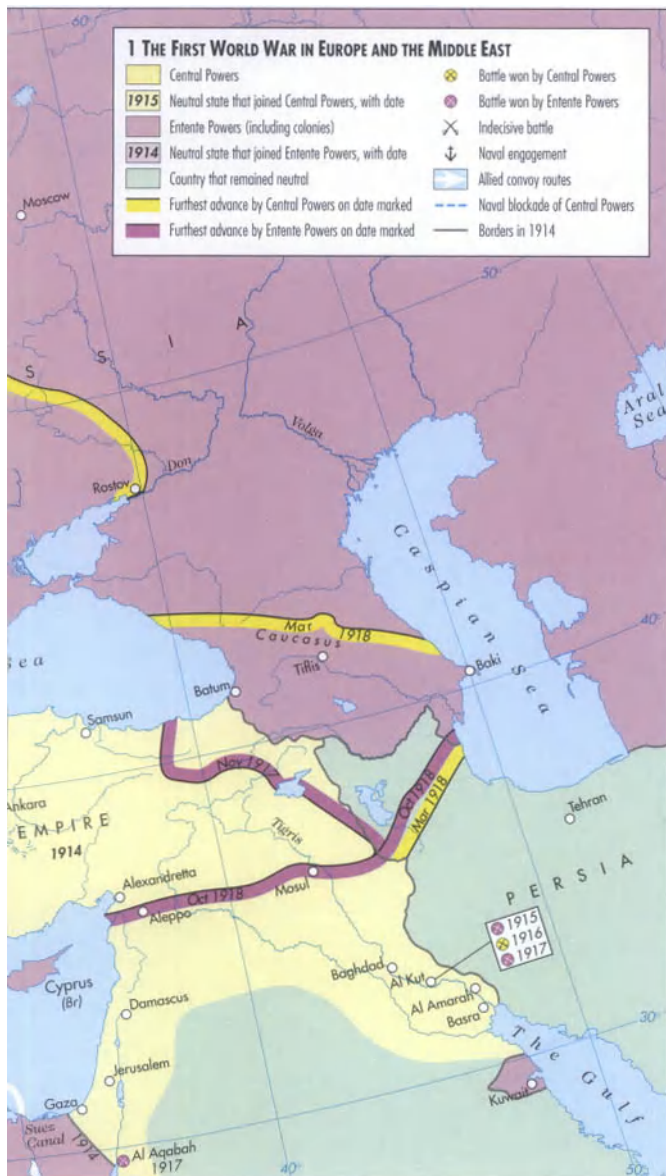 60°
1 THE FIRST WORLD WAR IN EUROPE AND THE MIDDLE EAST
Central Powers
1915 Neutral state that joined Central Powers, with date
Entente Powers (including colonies)
1914 Neutral state that joined Entente Powers, with date
Country that remained neutral
Furthest advance by Central Powers on date marked
Furthest advance by Entente Powers on date marked
Battle won by Central Powers
Battle won by Entente Powers
Indecisive battle
Naval engagement
Allied convoy routes
Naval blockade of Central Powers
Borders in 1914
Moscow
50°
S S I A
Aral Sea
Volga
Don
Rostov
Caspian Sea
40°
Mar 1918
Caucasus
Tiflis
Baki
Sea
Batum
Samsun
Nov 1917
Oct 1918
Mar 1918
Tehran
Ankara
EMPIRE
1914
Tigris
PERSIA
Alexandretta
Mosul
Oct 1918
Aleppo
1915
1916
1917
Baghdad
Al Kut
Cyprus
(Br)
Al Amarah
Basra
Damascus
30°
The Gulf
Jerusalem
Kuwait
Gaza
Suez
Canal
1914
Al Aqabah
1917
40°
50°